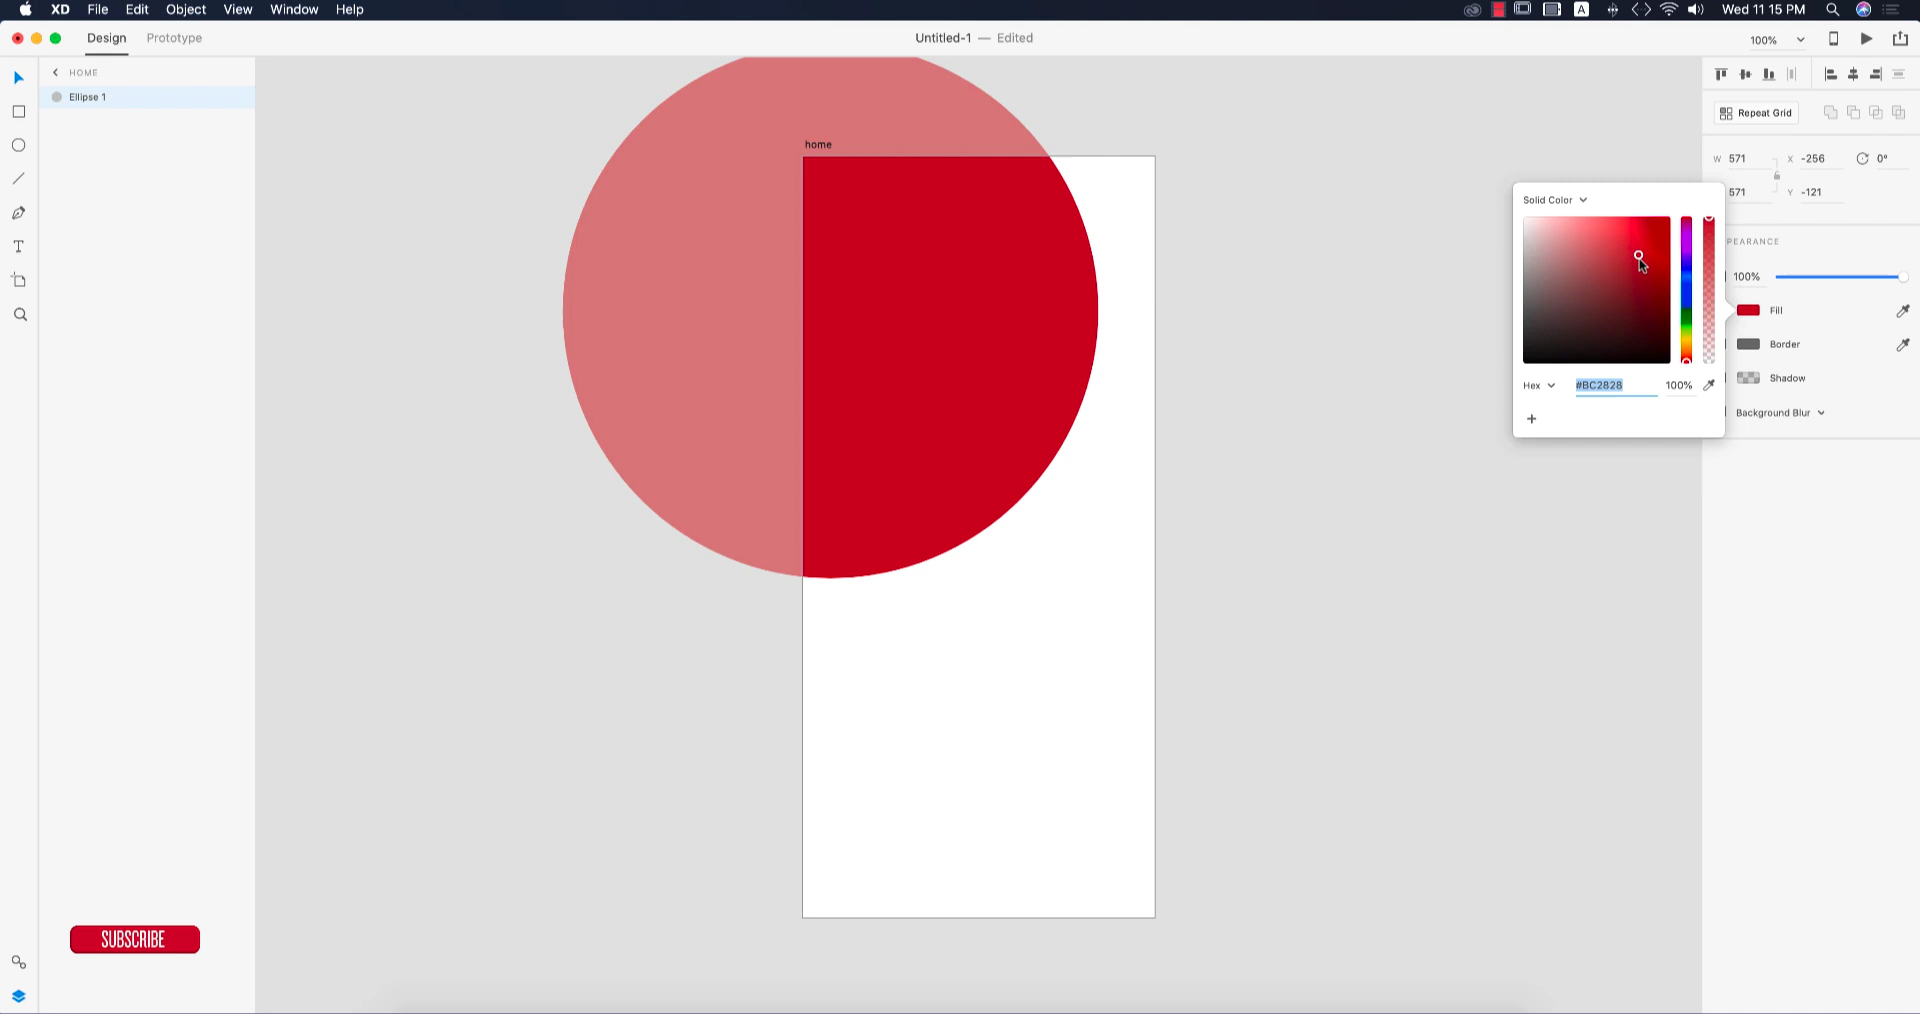 XD File Edit Object View Window Help
A
Wed 11 15 PM
Design Prototype
Untitled-1 — Edited
100%
HOME
Ellipse 1
home
Repeat Grid
W 571 X -256 0°
571 Y -121
Solid Color
PEARANCE
100%
Fill
Border
Shadow
Hex #BC2828 100%
Background Blur
+
SUBSCRIBE